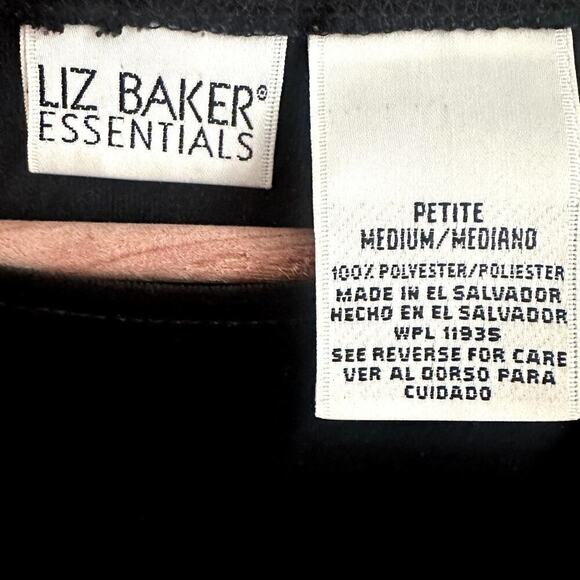 LIZ BAKER®
ESSENTIALS
PETITE
MEDIUM/MEDIANO
100% POLYESTER/POLIESTER
MADE IN EL SALVADOR
HECHO EN EL SALVADOR
WPL 11935
SEE REVERSE FOR CARE
VER AL DORSO PARA
CUIDADO